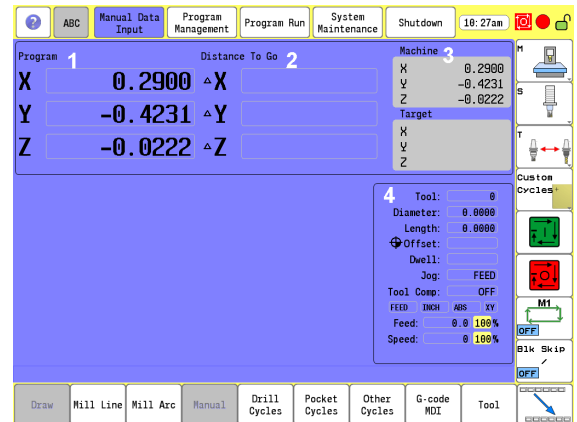 ?
ABC
Manual Data Input
Program Management
Program Run
System Maintenance
Shutdown
10:27am
Program 1
Distance To Go 2
Machine 3
X 0.2900 X
Y -0.4231 Y
Z -0.0222 Z
X 0.2900
Y -0.4231
Z -0.0222
Target
X
Y
Z
4
Tool: 0
Diameter: 0.0000
Length: 0.0000
Offset:
Dwell:
Jog: FEED
Tool Comp: OFF
FEED INCH ABS XY
Feed: 0.0 100%
Speed: 0 100%
M
S
T
Custom
Cycles+
I
O
M1
OFF
Blk Skip
/
OFF
Draw
Mill Line
Mill Arc
Manual
Drill Cycles
Pocket Cycles
Other Cycles
G-code MDI
Tool